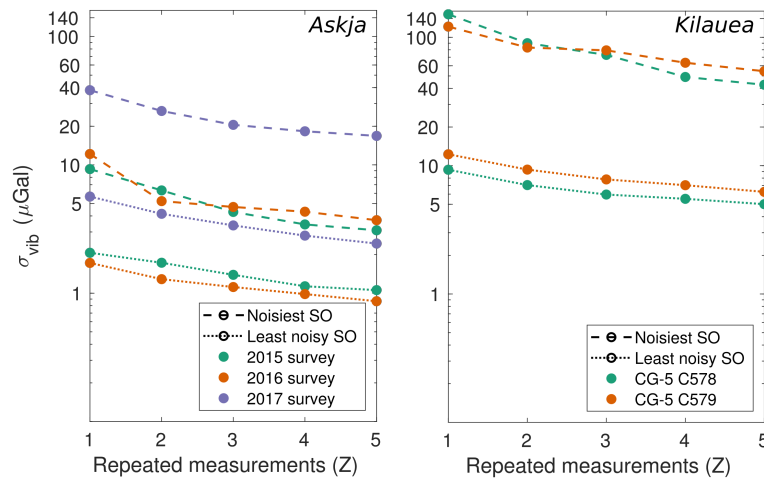 Askja
140
100
60
40
20
10
5
1
σvib (μGal)
Noisiest SO
Least noisy SO
2015 survey
2016 survey
2017 survey
1 2 3 4 5
Repeated measurements (Z)
Kilauea
140
100
60
40
20
10
5
1
Noisiest SO
Least noisy SO
CG-5 C578
CG-5 C579
1 2 3 4 5
Repeated measurements (Z)